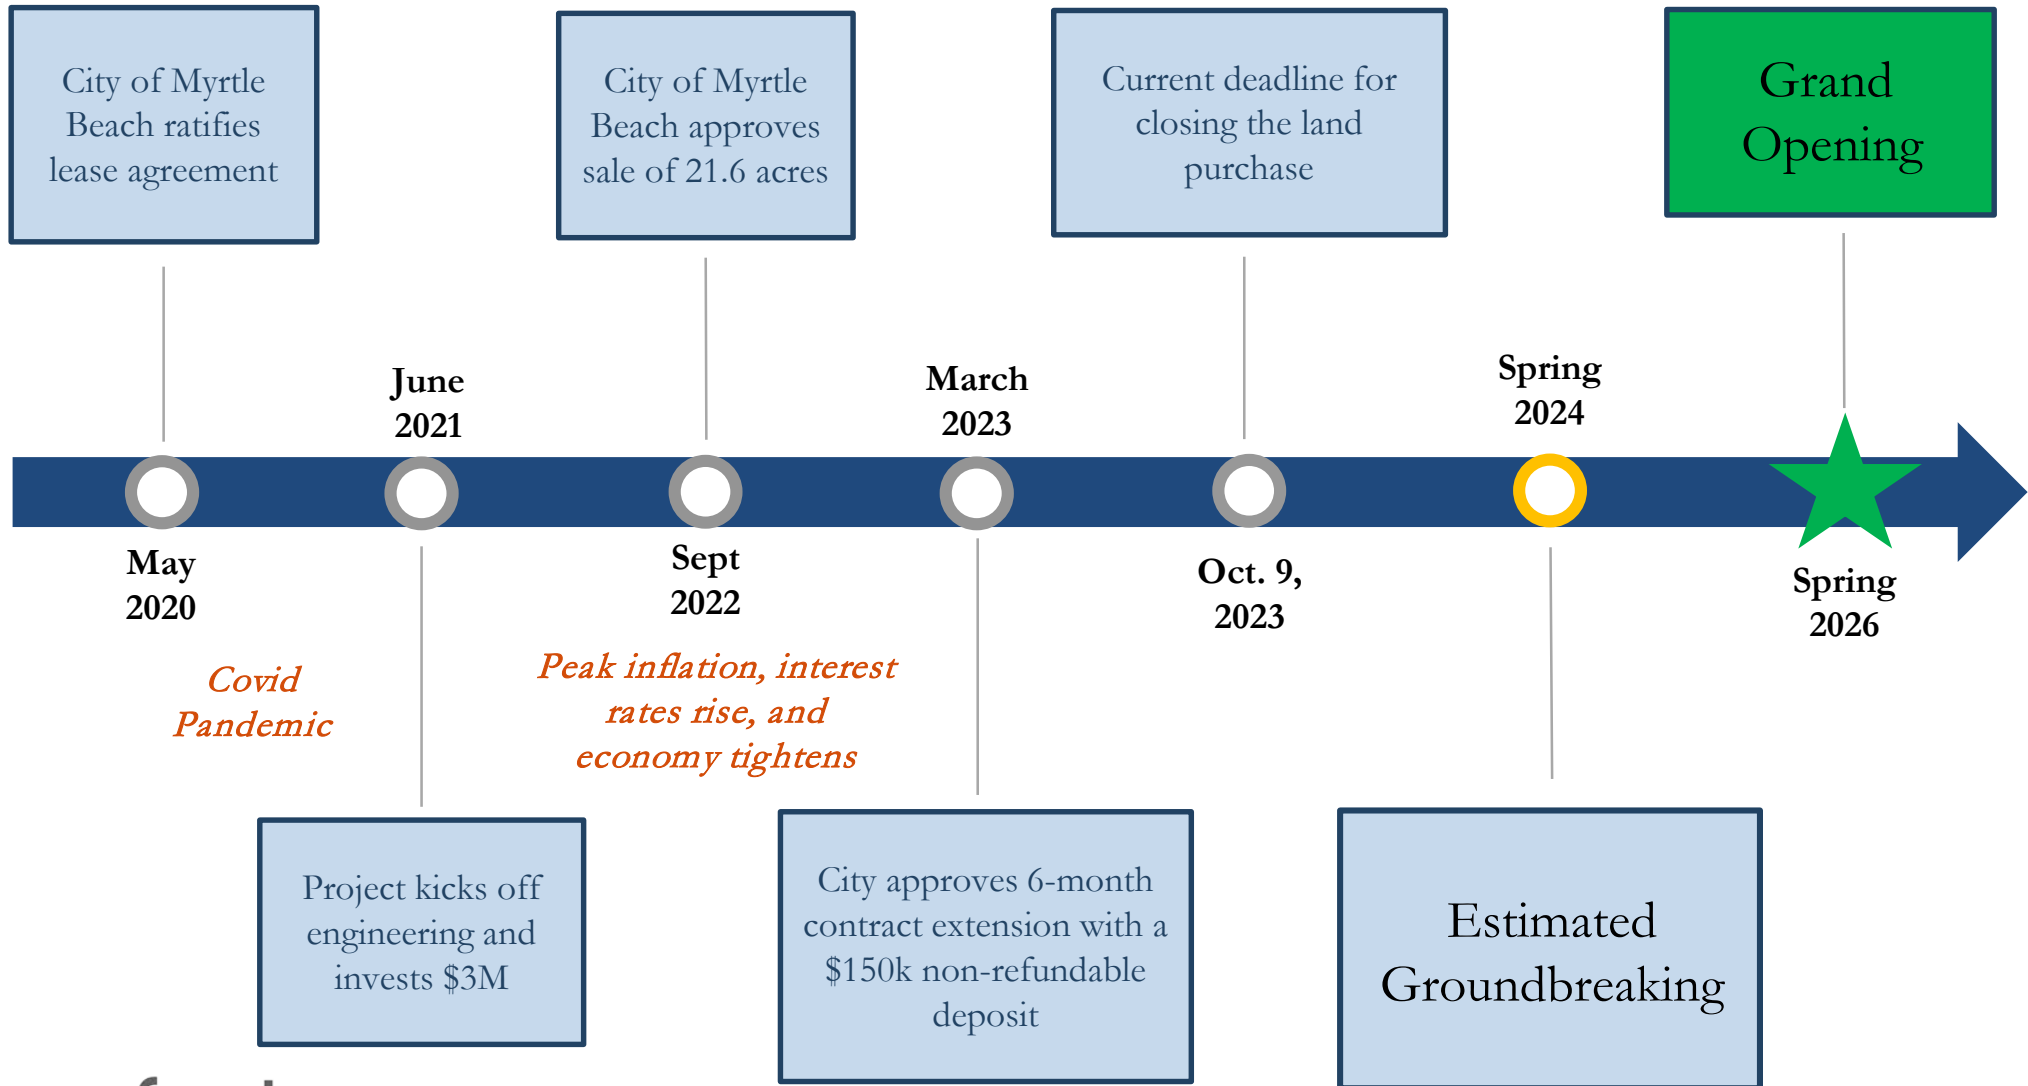 City of Myrtle
Beach ratifies
lease agreement
City of Myrtle
Beach approves
sale of 21.6 acres
Current deadline for
closing the land
purchase
Grand
Opening
June
2021
March
2023
Spring
2024
May
2020
Sept
2022
Oct. 9,
2023
Spring
2026
Covid
Pandemic
Peak inflation, interest
rates rise, and
economy tightens
Project kicks off
engineering and
invests $3M
City approves 6-month
contract extension with a
$150k non-refundable
deposit
Estimated
Groundbreaking